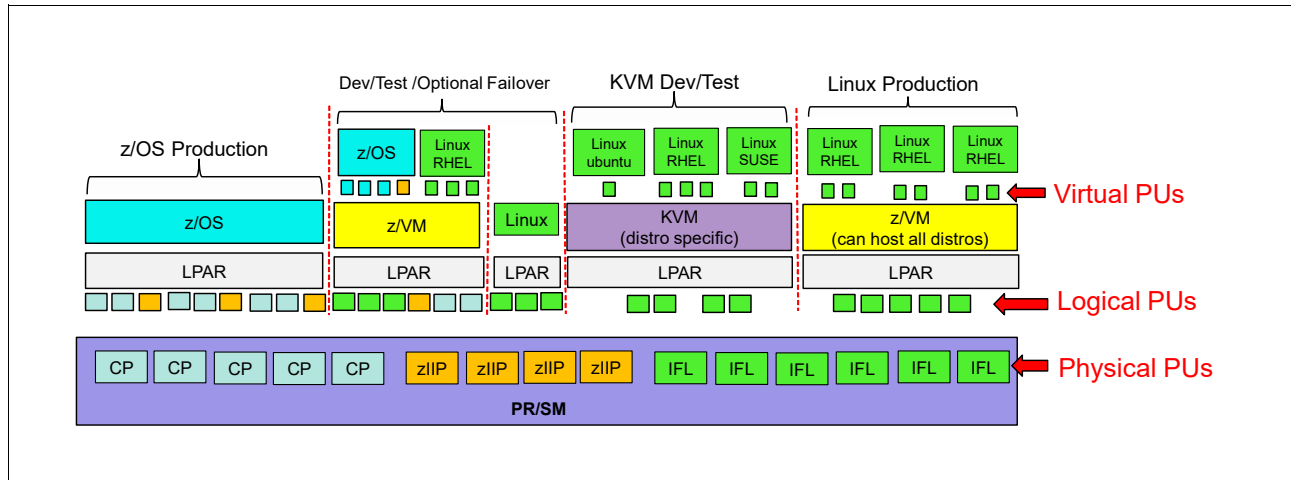 Dev/Test /Optional Failover
KVM Dev/Test
Linux Production
z/OS Production
z/OS
Linux
RHEL
Linux
ubuntu
Linux
RHEL
Linux
SUSE
Linux
RHEL
Linux
RHEL
Linux
RHEL
Virtual PUs
z/OS
z/VM
Linux
KVM
(distro specific)
z/VM
(can host all distros)
LPAR
LPAR
LPAR
LPAR
LPAR
Logical PUs
CP
CP
CP
CP
CP
zIIP
zIIP
zIIP
zIIP
IFL
IFL
IFL
IFL
IFL
IFL
Physical PUs
PR/SM